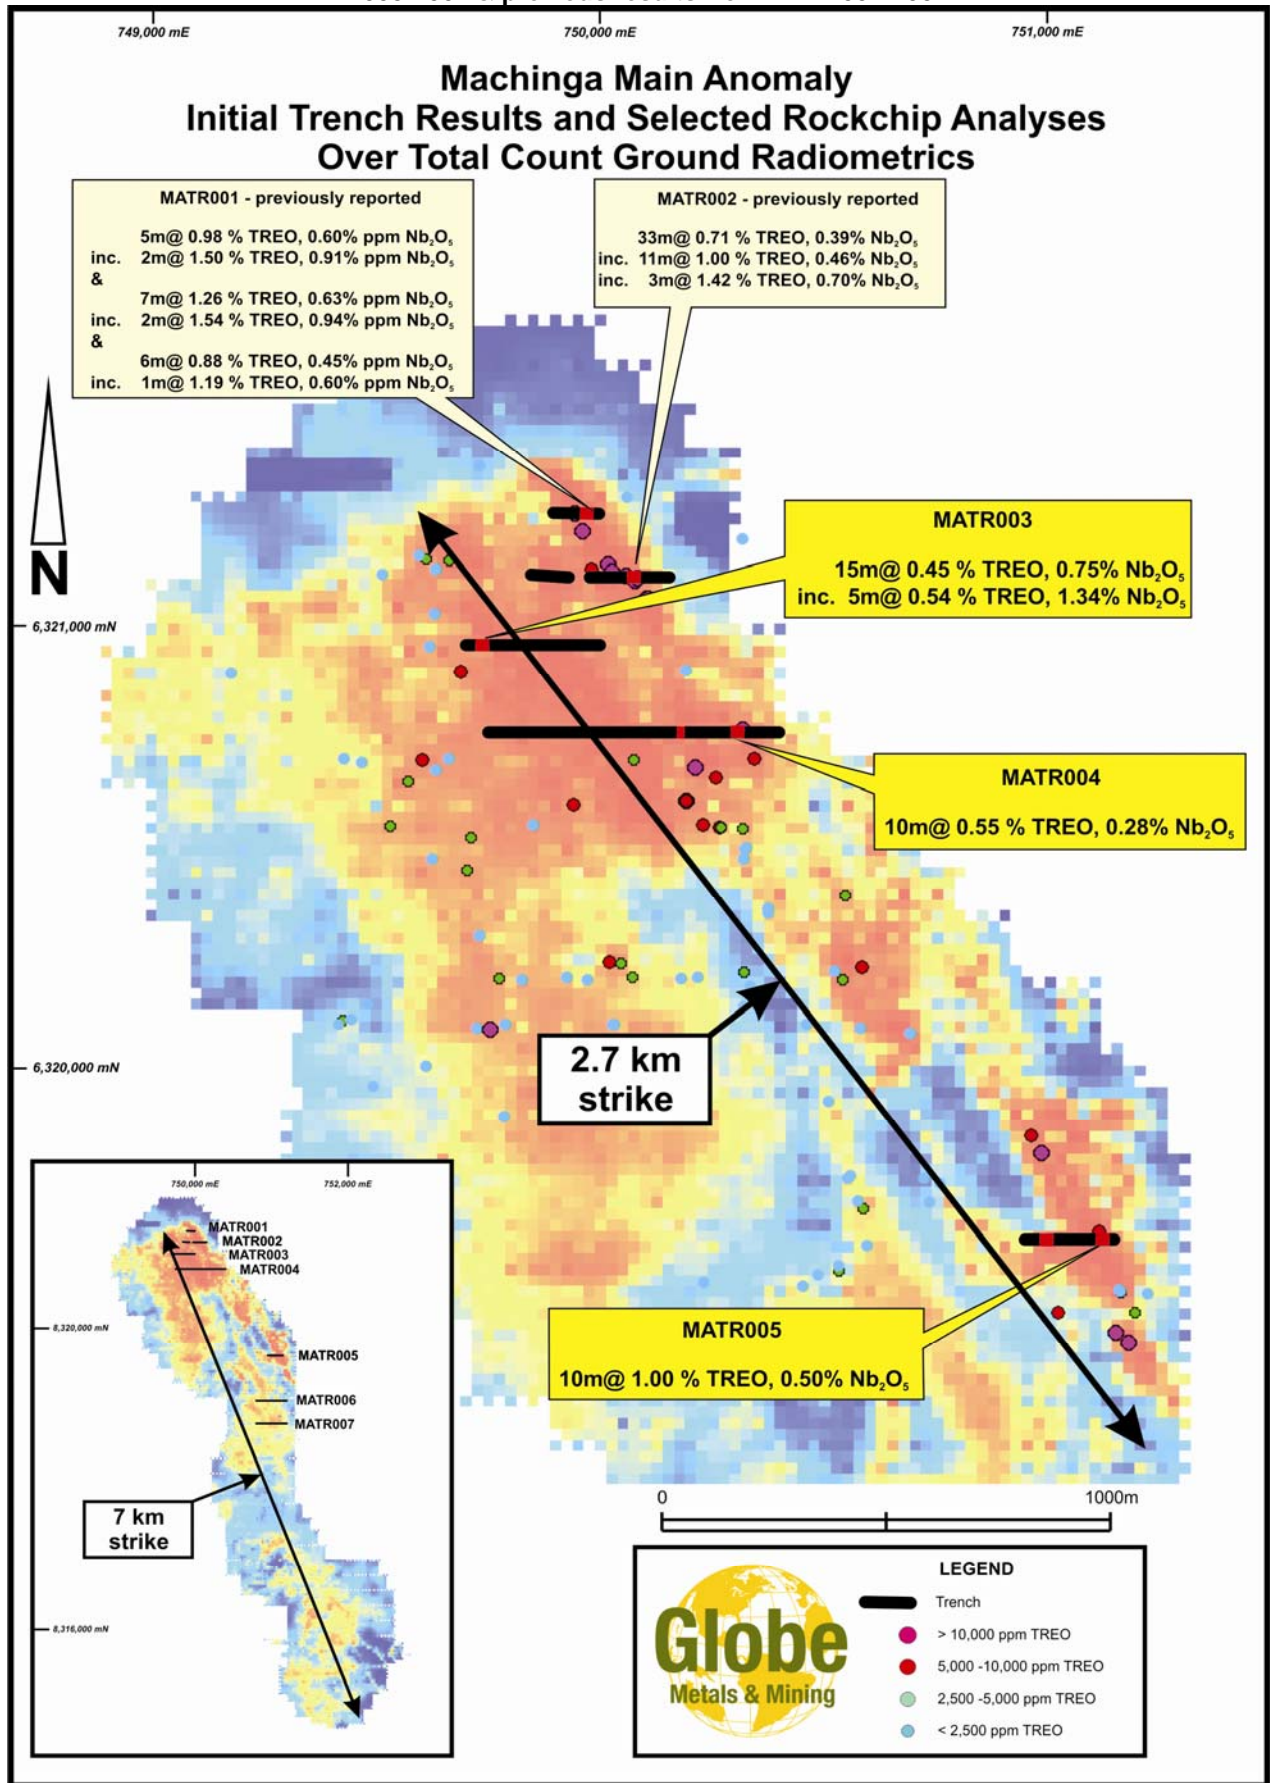 749,000 mE
750,000 mE
751,000 mE
Machinga Main Anomaly
Initial Trench Results and Selected Rockchip Analyses
Over Total Count Ground Radiometrics
MATR001 - previously reported
5m@ 0.98 % TREO, 0.60% ppm Nb₂O₅
inc. 2m@ 1.50 % TREO, 0.91% ppm Nb₂O₅
&
7m@ 1.26 % TREO, 0.63% ppm Nb₂O₅
inc. 2m@ 1.54 % TREO, 0.94% ppm Nb₂O₅
&
6m@ 0.88 % TREO, 0.45% ppm Nb₂O₅
inc. 1m@ 1.19 % TREO, 0.60% ppm Nb₂O₅
MATR002 - previously reported
33m@ 0.71 % TREO, 0.39% Nb₂O₅
inc. 11m@ 1.00 % TREO, 0.46% Nb₂O₅
inc. 3m@ 1.42 % TREO, 0.70% Nb₂O₅
N
MATR003
15m@ 0.45 % TREO, 0.75% Nb₂O₅
inc. 5m@ 0.54 % TREO, 1.34% Nb₂O₅
6,321,000 mN
MATR004
10m@ 0.55 % TREO, 0.28% Nb₂O₅
2.7 km
strike
6,320,000 mN
MATR005
10m@ 1.00 % TREO, 0.50% Nb₂O₅
750,000 mE
752,000 mE
MATR001
MATR002
MATR003
MATR004
8,320,000 mN
MATR005
MATR006
MATR007
7 km
strike
8,316,000 mN
0
1000m
Globe
Metals & Mining
LEGEND
Trench
> 10,000 ppm TREO
5,000 -10,000 ppm TREO
2,500 -5,000 ppm TREO
< 2,500 ppm TREO